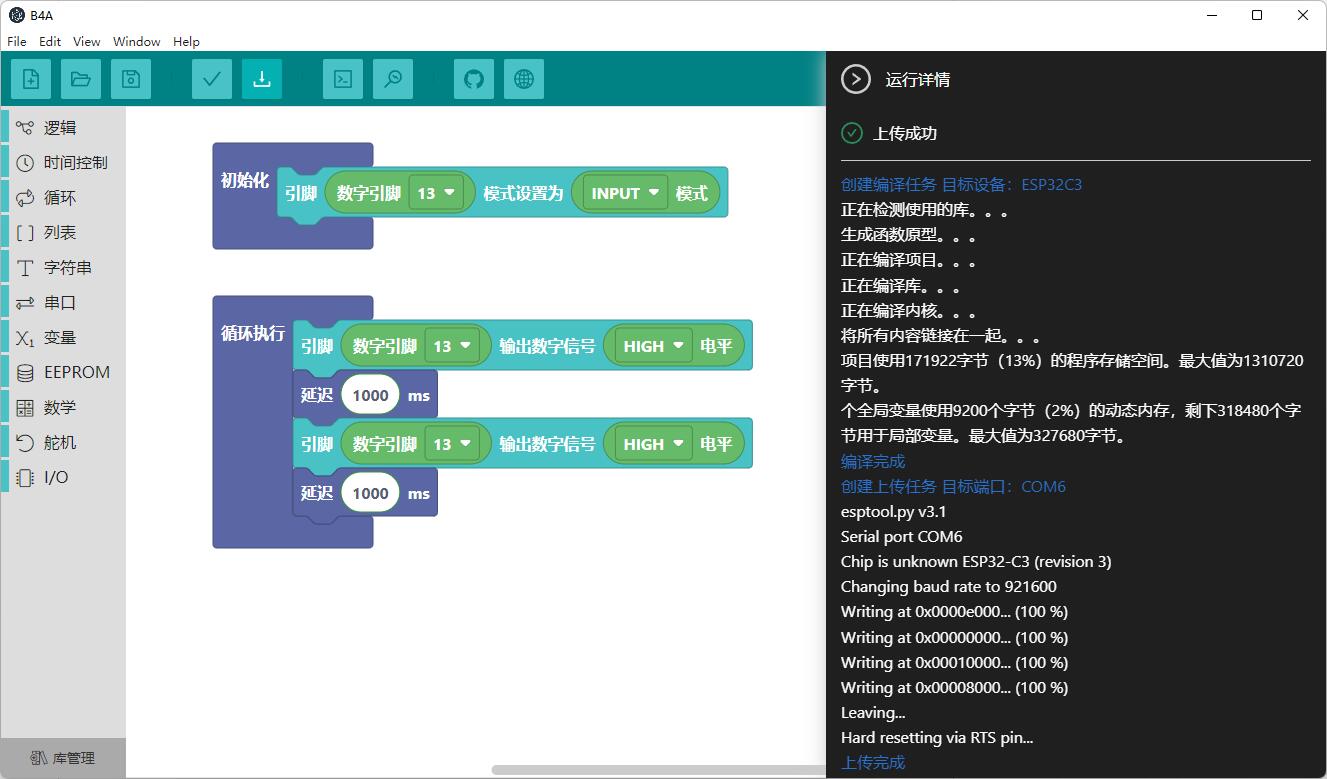 B4A
File Edit View Window Help
逻辑
时间控制
循环
列表
字符串
串口
变量
EEPROM
数学
舵机
I/O
库管理
初始化 引脚 数字引脚 13 模式设置为 INPUT 模式
循环执行 引脚 数字引脚 13 输出数字信号 HIGH 电平
延迟 1000 ms
引脚 数字引脚 13 输出数字信号 HIGH 电平
延迟 1000 ms
运行详情
上传成功
创建编译任务 目标设备：ESP32C3
正在检测使用的库。。。
生成函数原型。。。
正在编译项目。。。
正在编译库。。。
正在编译内核。。。
将所有内容链接在一起。。。
项目使用171922字节（13%）的程序存储空间。最大值为1310720
字节。
个全局变量使用9200个字节（2%）的动态内存，剩下318480个字
节用于局部变量。最大值为327680字节。
编译完成
创建上传任务 目标端口：COM6
esptool.py v3.1
Serial port COM6
Chip is unknown ESP32-C3 (revision 3)
Changing baud rate to 921600
Writing at 0x0000e000... (100 %)
Writing at 0x00000000... (100 %)
Writing at 0x00010000... (100 %)
Writing at 0x00008000... (100 %)
Leaving...
Hard resetting via RTS pin...
上传完成